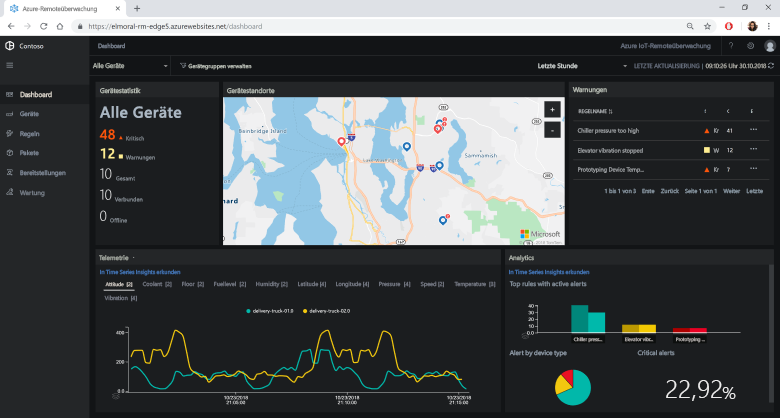 Azure-Remoteüberwachung
https://elmoral-rm-edge5.azurewebsites.net/dashboard
Contoso
Dashboard
Azure IoT-Remoteüberwachung
Alle Geräte
Gerätegruppen verwalten
Letzte Stunde
LETZTE AKTUALISIERUNG | 09:10:26 Uhr 30.10.2018
Dashboard
Geräte
Regeln
Pakete
Bereitstellungen
Wartung
Gerätestatistik
Alle Geräte
48 Kritisch
12 Warnungen
10 Gesamt
10 Verbunden
0 Offline
Gerätestandorte
Bainbridge Island
Sammamish
Microsoft
+
-
Warnungen
REGELNAME
Chiller pressure too high Kr 41 ...
Elevator vibration stopped W 12 ...
Prototyping Device Temp... Kr 7 ...
1 bis 1 von 3 Erste Zurück Seite 1 von 1 Weiter Letzte
Telemetrie
In Time Series Insights erkunden
Altitude [2] Coolant [2] Floor [2] Fuellevel [2] Humidity [2] Latitude [4] Longitude [4] Pressure [4] Speed [2] Temperature [3]
Vibration [4]
delivery-truck-01.0 delivery-truck-02.0
400
200
0.0
10/23/2018 10/23/2018 10/23/2018
21:05:00 21:10:00 21:15:00
Analytics
In Time Series Insights erkunden
Top rules with active alerts
40
30
20
10
0
Chiller press... Elevator vibr... Prototyping ...
Alert by device type
Critical alerts
22,92%